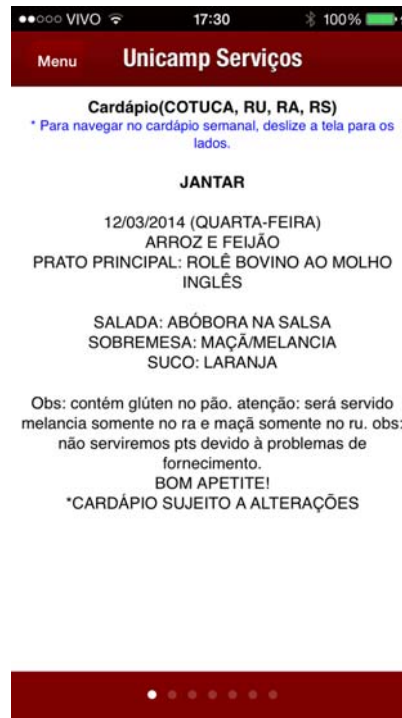 VIVO 17:30 100%
Menu Unicamp Serviços
Cardápio(COTUCA, RU, RA, RS)
* Para navegar no cardápio semanal, deslize a tela para os
lados.
JANTAR
12/03/2014 (QUARTA-FEIRA)
ARROZ E FEIJÃO
PRATO PRINCIPAL: ROLÊ BOVINO AO MOLHO
INGLÊS
SALADA: ABÓBORA NA SALSA
SOBREMESA: MAÇÃ/MELANCIA
SUCO: LARANJA
Obs: contém glúten no pão. atenção: será servido
melancia somente no ra e maçã somente no ru. obs:
não serviremos pts devido à problemas de
fornecimento.
BOM APETITE!
*CARDÁPIO SUJEITO A ALTERAÇÕES